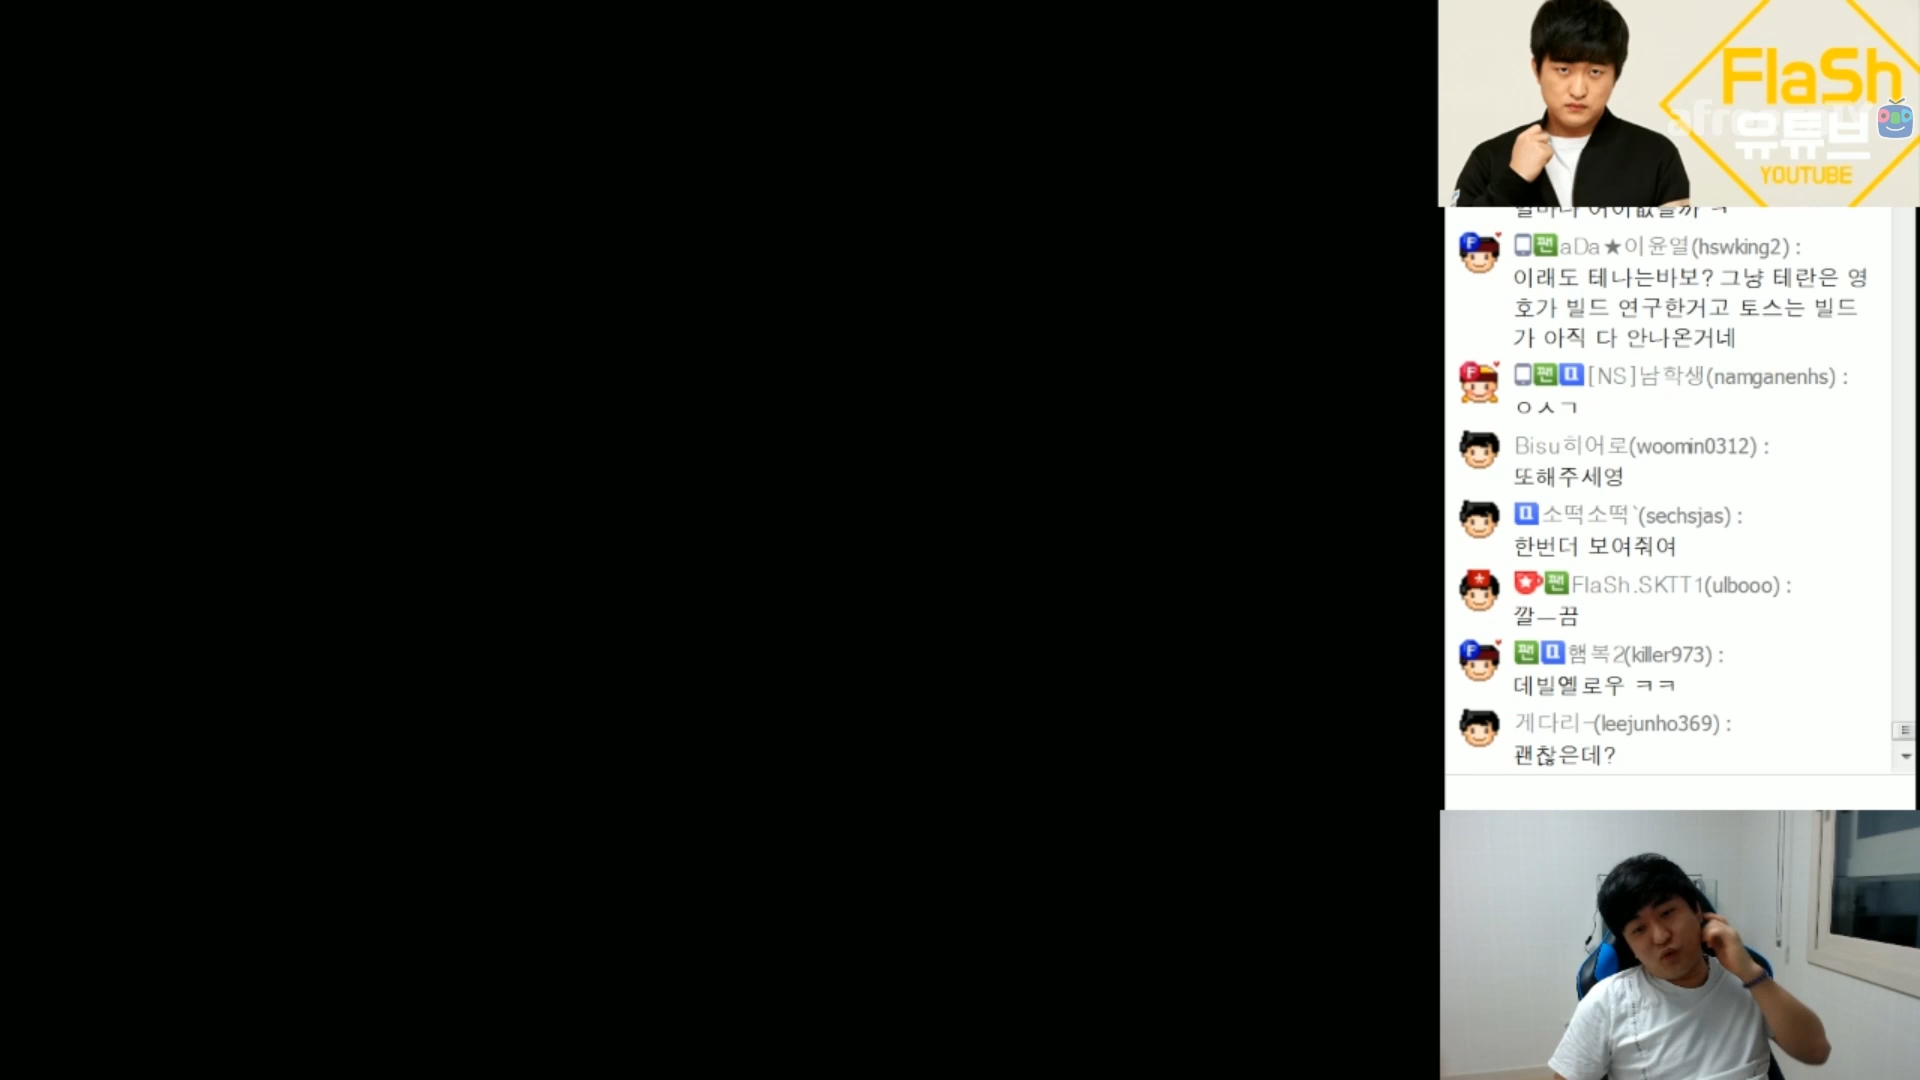 FlaSh
유튜브
YOUTUBE
aDa★이윤열(hswking2) :
이래도 테나는바보? 그냥 테란은 영
호가 빌드 연구한거고 토스는 빌드
가 아직 다 안나온거네
[NS]남학생(namganenhs) :
ㅇㅅㄱ
Bisu히어로(woomin0312) :
또해주세영
소떡소떡`(sechsjas) :
한번더 보여줘여
FlaSh.SKTT1(ulbooo) :
깔ㅡ끔
팬 햄복2(killer973) :
데빌옐로우 ㅋㅋ
게다리-(leejunho369) :
괜찮은데?